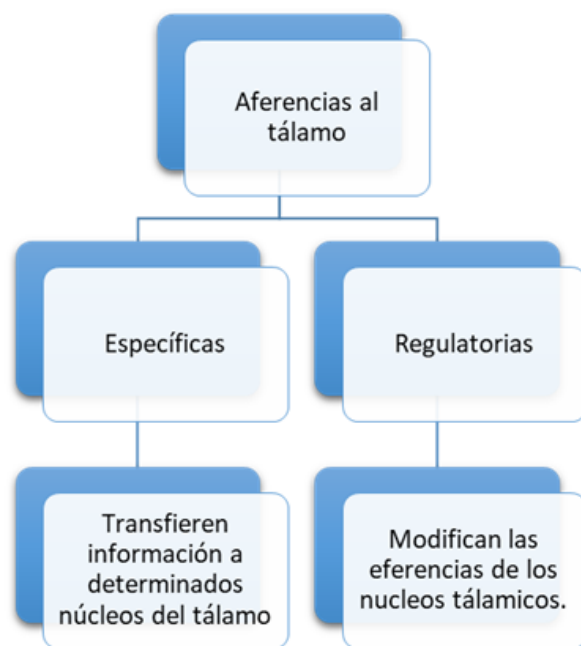 Aferencias al
tálamo
Específicas
Regulatorias
Transfieren
información a
determinados
núcleos del tálamo
Modifican las
eferencias de los
nucleos tálamicos.